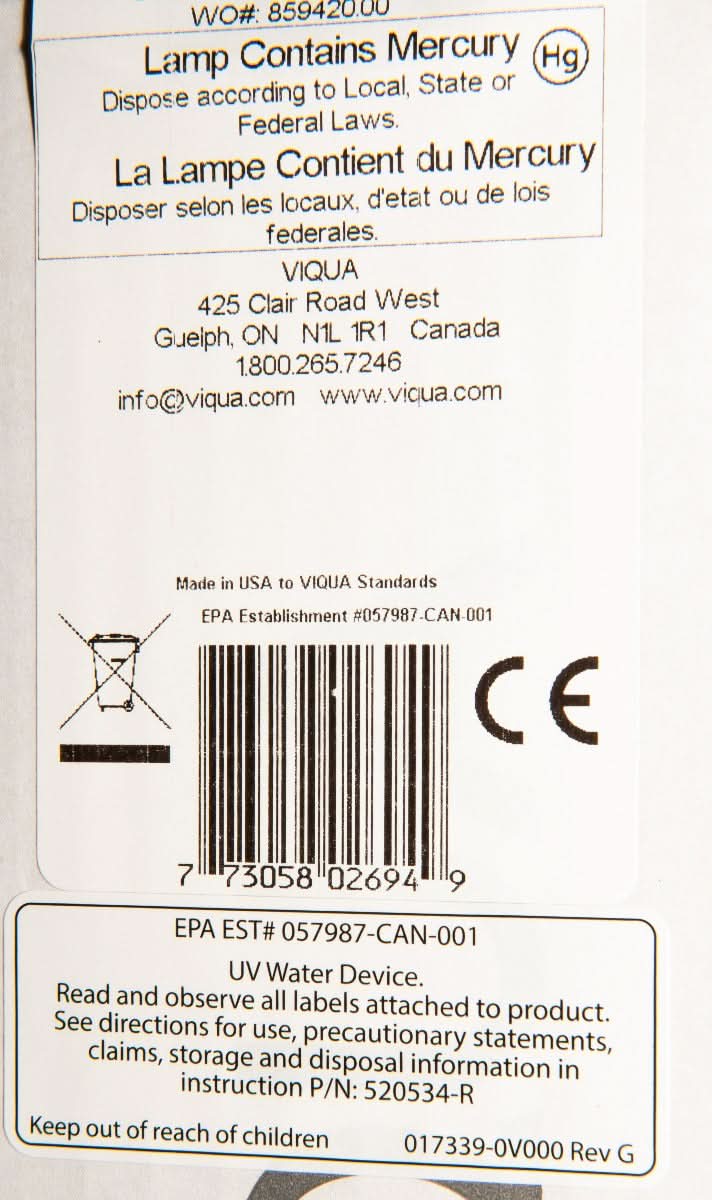 WO#: 859420.00
Lamp Contains Mercury Hg
Dispose according to Local, State or
Federal Laws.
La Lampe Contient du Mercury
Disposer selon les locaux, d'etat ou de lois
federales.
VIQUA
425 Clair Road West
Guelph, ON N1L 1R1 Canada
1.800.265.7246
info@viqua.com www.viqua.com
Made in USA to VIQUA Standards
EPA Establishment #057987-CAN-001
CE
7 73058 02694 9
EPA EST# 057987-CAN-001
UV Water Device.
Read and observe all labels attached to product.
See directions for use, precautionary statements,
claims, storage and disposal information in
instruction P/N: 520534-R
Keep out of reach of children 017339-0V000 Rev G